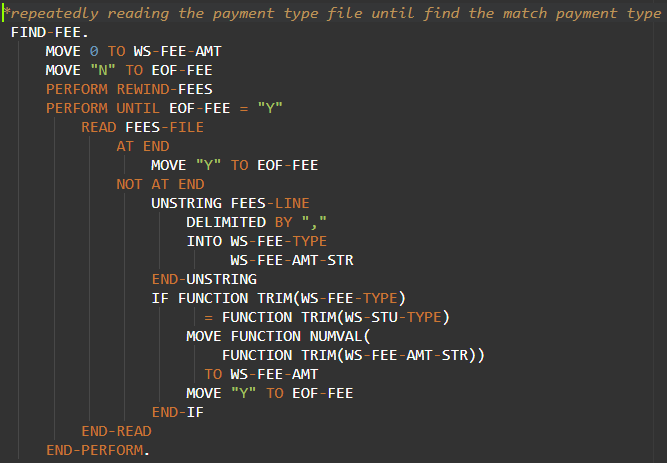 *repeatedly reading the payment type file until find the match payment type
FIND-FEE.
MOVE 0 TO WS-FEE-AMT
MOVE "N" TO EOF-FEE
PERFORM REWIND-FEES
PERFORM UNTIL EOF-FEE = "Y"
READ FEES-FILE
AT END
MOVE "Y" TO EOF-FEE
NOT AT END
UNSTRING FEES-LINE
DELIMITED BY ","
INTO WS-FEE-TYPE
WS-FEE-AMT-STR
END-UNSTRING
IF FUNCTION TRIM(WS-FEE-TYPE)
= FUNCTION TRIM(WS-STU-TYPE)
MOVE FUNCTION NUMVAL(
FUNCTION TRIM(WS-FEE-AMT-STR))
TO WS-FEE-AMT
MOVE "Y" TO EOF-FEE
END-IF
END-READ
END-PERFORM.